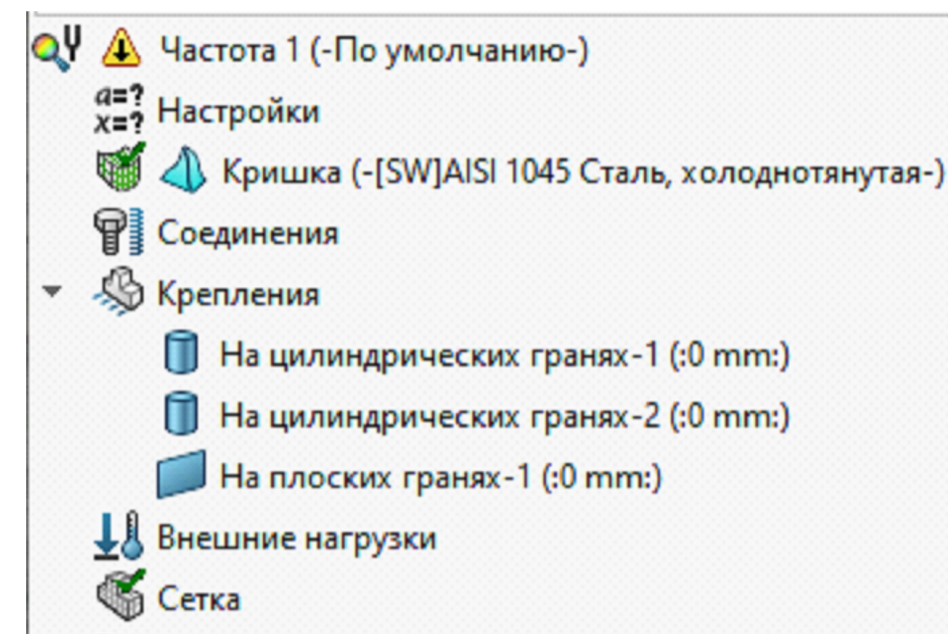 Частота 1 (-По умолчанию-)
a=?
x=?
Настройки
Кришка (-[SW]AISI 1045 Сталь, холоднотянутая-)
Соединения
Крепления
На цилиндрических гранях-1 (:0 mm:)
На цилиндрических гранях-2 (:0 mm:)
На плоских гранях-1 (:0 mm:)
Внешние нагрузки
Сетка